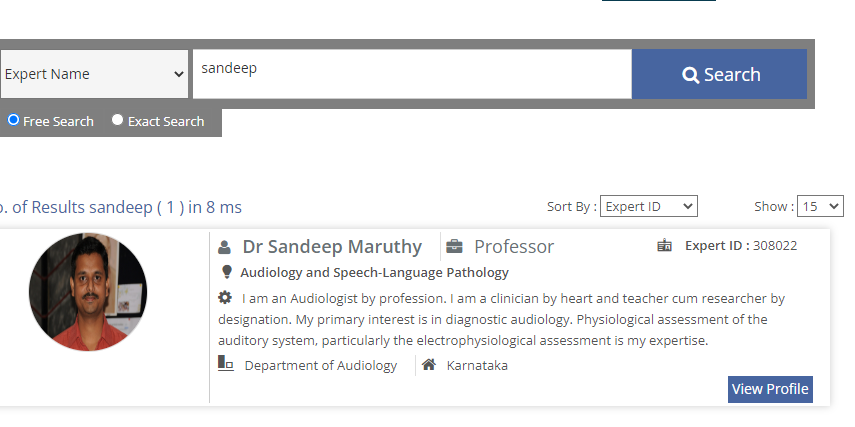 Expert Name
sandeep
Search
Free Search Exact Search
. of Results sandeep ( 1 ) in 8 ms
Sort By : Expert ID
Show : 15
Dr Sandeep Maruthy Professor Expert ID : 308022
Audiology and Speech-Language Pathology
I am an Audiologist by profession. I am a clinician by heart and teacher cum researcher by
designation. My primary interest is in diagnostic audiology. Physiological assessment of the
auditory system, particularly the electrophysiological assessment is my expertise.
Department of Audiology Karnataka
View Profile